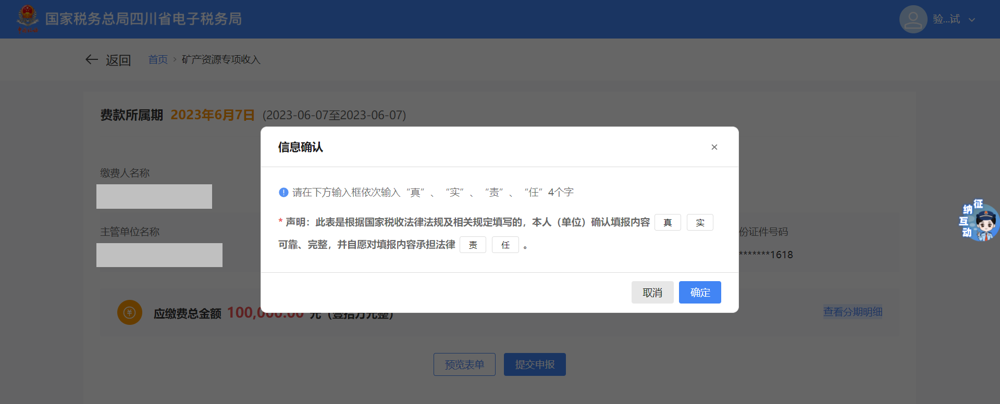 国家税务总局四川省电子税务局
验...试
返回 首页 > 矿产资源专项收入
费款所属期 2023年6月7日 (2023-06-07至2023-06-07)
信息确认
×
缴费人名称
请在下方输入框依次输入“真”、“实”、“责”、“任”4个字
* 声明：此表是根据国家税收法律法规及相关规定填写的，本人（单位）确认填报内容 真 实
可靠、完整，并自愿对填报内容承担法律 责 任 。
主管单位名称
份证件号码
*******1618
取消 确定
应缴费总金额 100,000.00 元（壹拾万元整）
查看分期明细
预览表单 提交申报
征
纳
互
动